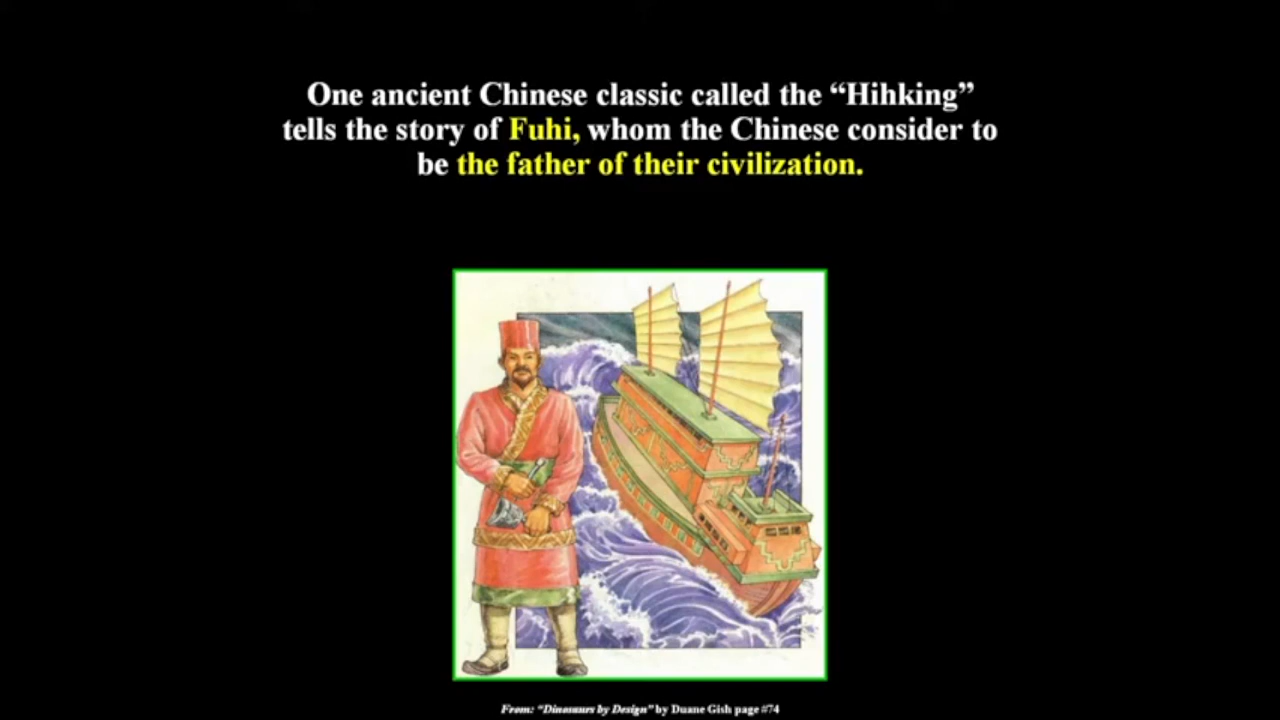 One ancient Chinese classic called the “Hihking”
tells the story of Fuhi, whom the Chinese consider to
be the father of their civilization.
From: “Dinosaurs by Design” by Duane Gish page #74